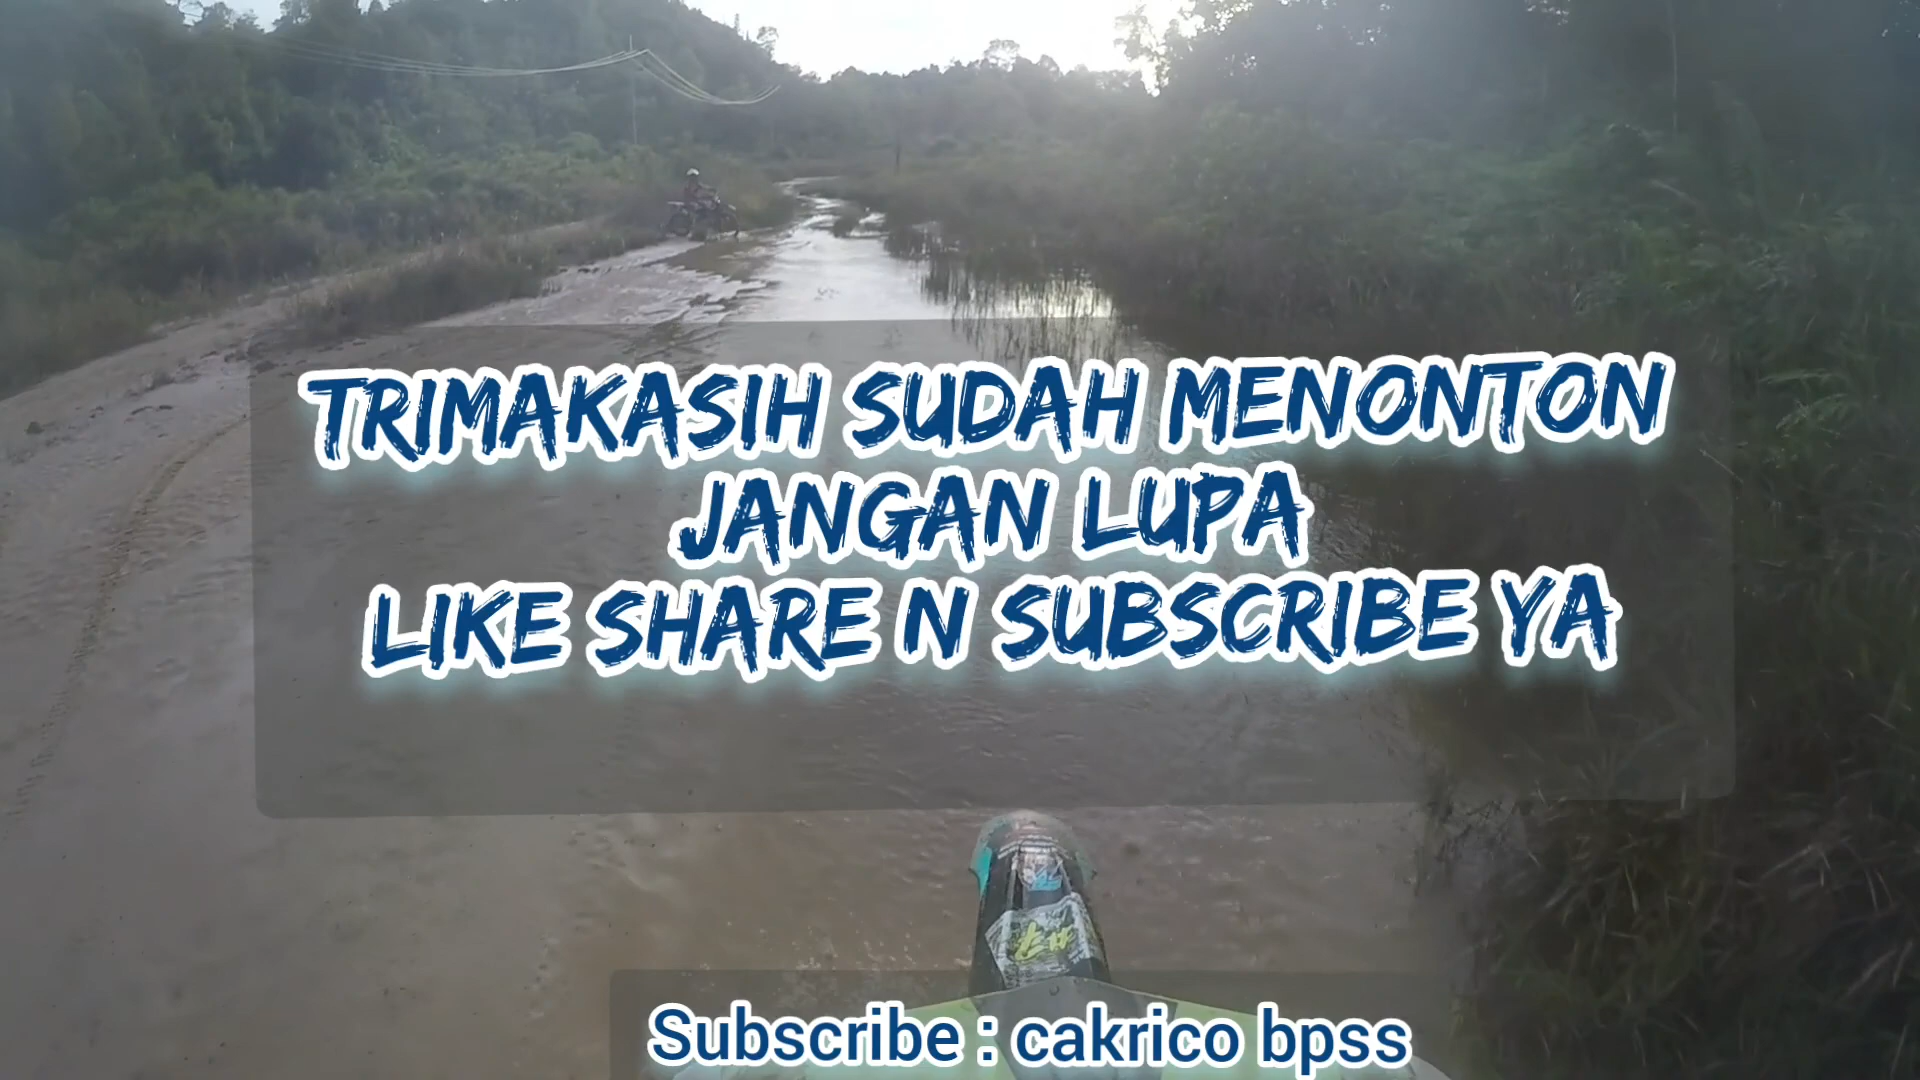 TRIMAKASIH SUDAH MENONTON
JANGAN LUPA
LIKE SHARE N SUBSCRIBE YA
Subscribe : cakrico bpss